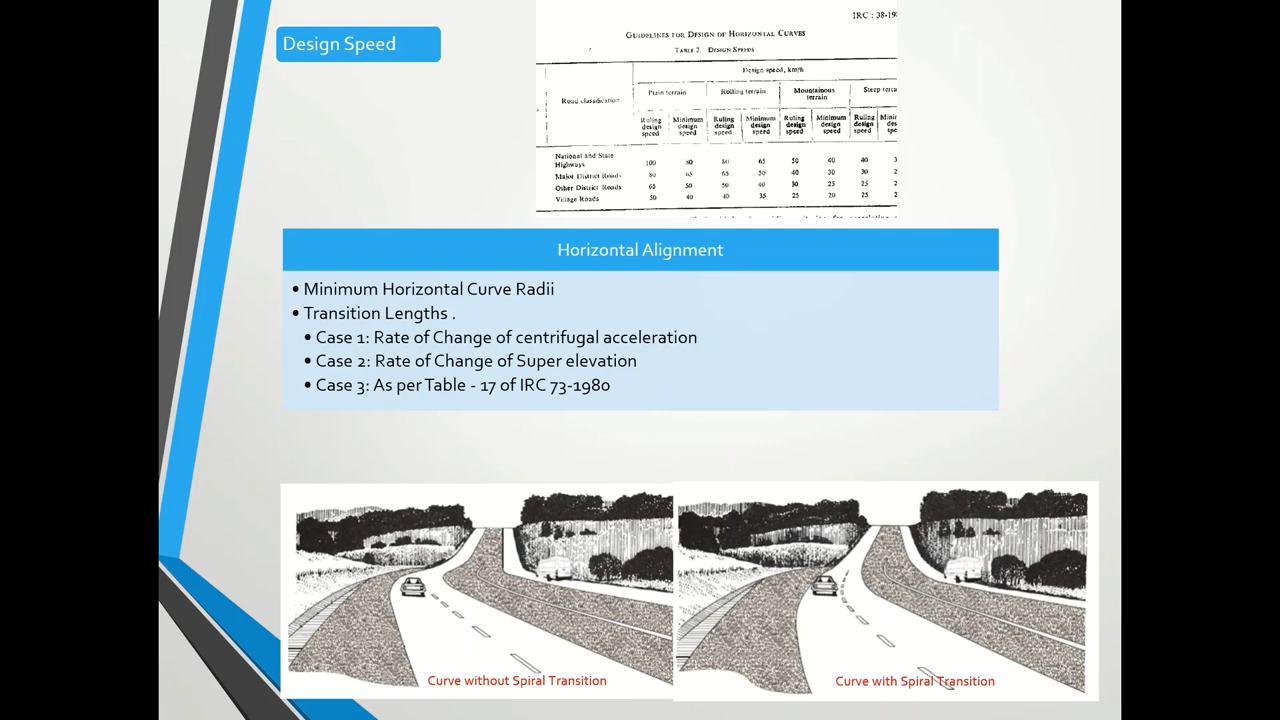 Design Speed
IRC : 38-19
GUIDELINES FOR DESIGN OF HORIZONTAL CURVES
TABLE 2. DESIGN SPEEDS
Design speed, km/h
Road classification
Plain terrain Rolling terrain Mountainous terrain Steep terra
Ruling design speed Minimum design speed Ruling design speed Minimum design speed Ruling design speed Minimum design speed Ruling design speed
National and State Highways 100 80 80 65 50 40 40 3
Major District Roads 80 65 65 50 40 30 30 2
Other District Roads 65 50 50 40 30 25 25 2
Village Roads 50 40 40 35 25 20 25 2
Horizontal Alignment
• Minimum Horizontal Curve Radii
• Transition Lengths .
• Case 1: Rate of Change of centrifugal acceleration
• Case 2: Rate of Change of Super elevation
• Case 3: As per Table - 17 of IRC 73-1980
Curve without Spiral Transition
Curve with Spiral Transition